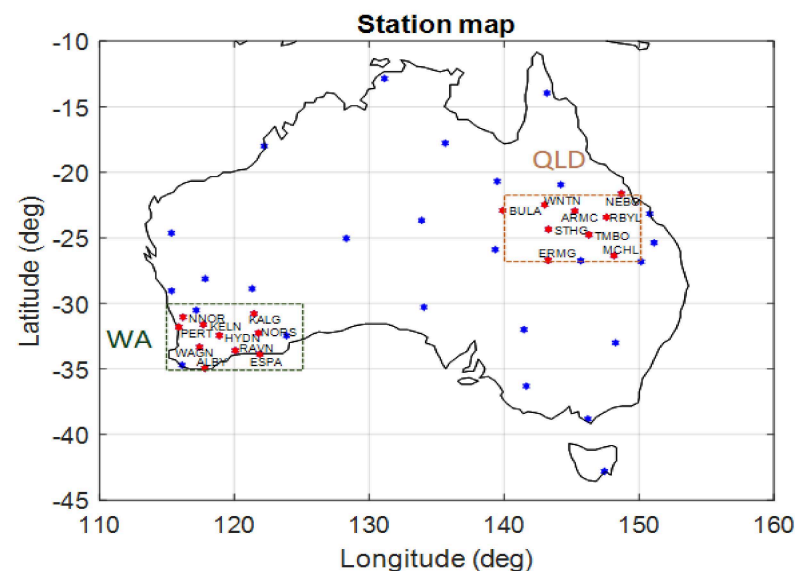 Station map
-10
-15
-20
-25
-30
-35
-40
-45
Latitude (deg)
QLD
WNTN
NEBO
BULA
ARMC
RBYL
STHG
TMBO
ERMG
MCHL
WA
NNOR
KALG
PERT
KELN
NORS
HYDN
WAGN
RAVN
ALBY
ESPA
110
120
130
140
150
160
Longitude (deg)